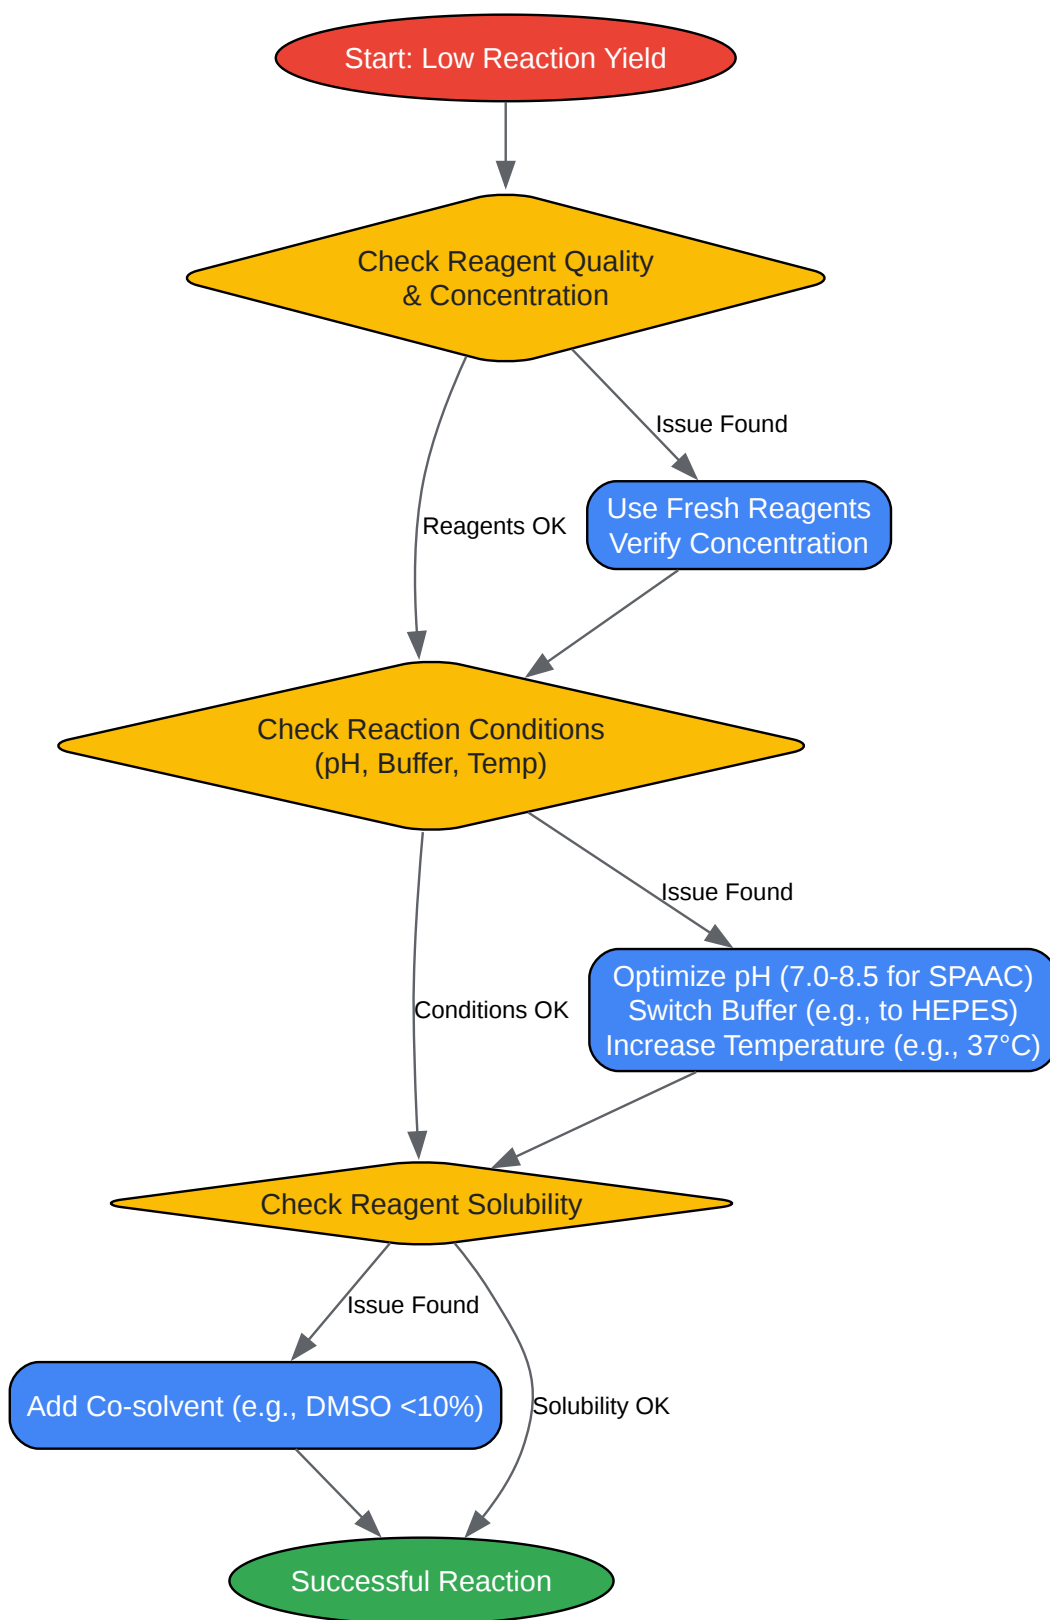 Start: Low Reaction Yield
Check Reagent Quality
& Concentration
Issue Found
Reagents OK
Use Fresh Reagents
Verify Concentration
Check Reaction Conditions
(pH, Buffer, Temp)
Issue Found
Conditions OK
Optimize pH (7.0-8.5 for SPAAC)
Switch Buffer (e.g., to HEPES)
Increase Temperature (e.g., 37°C)
Check Reagent Solubility
Issue Found
Add Co-solvent (e.g., DMSO <10%)
Solubility OK
Successful Reaction